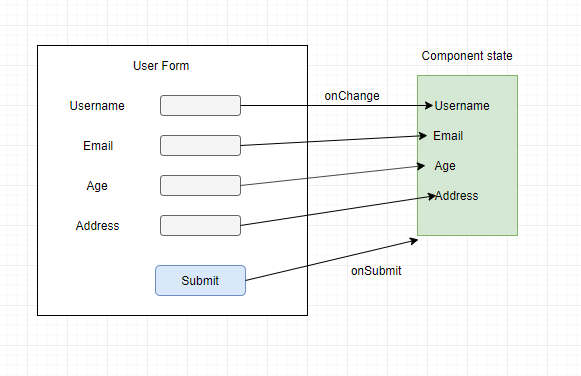 Component state
User Form
onChange
Username
Username
Email
Email
Age
Age
Address
Address
onSubmit
Submit